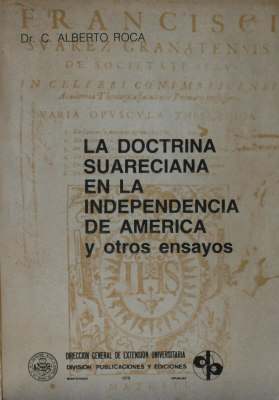 FRANCISCI
Dr. C. ALBERTO ROCA
SVAREZ GRANATENSIS
DE SOCIETATE IESV
IN CELEBRI CONIMBRICENSI
VARIA OPVSCVLA THEOLOGICA
LA DOCTRINA
SUARECIANA
EN LA
INDEPENDENCIA
DE AMERICA
y otros ensayos
IHS
DIRECCION GENERAL DE EXTENSION UNIVERSITARIA
DIVISION PUBLICACIONES Y EDICIONES
MONTEVIDEO
URUGUAY